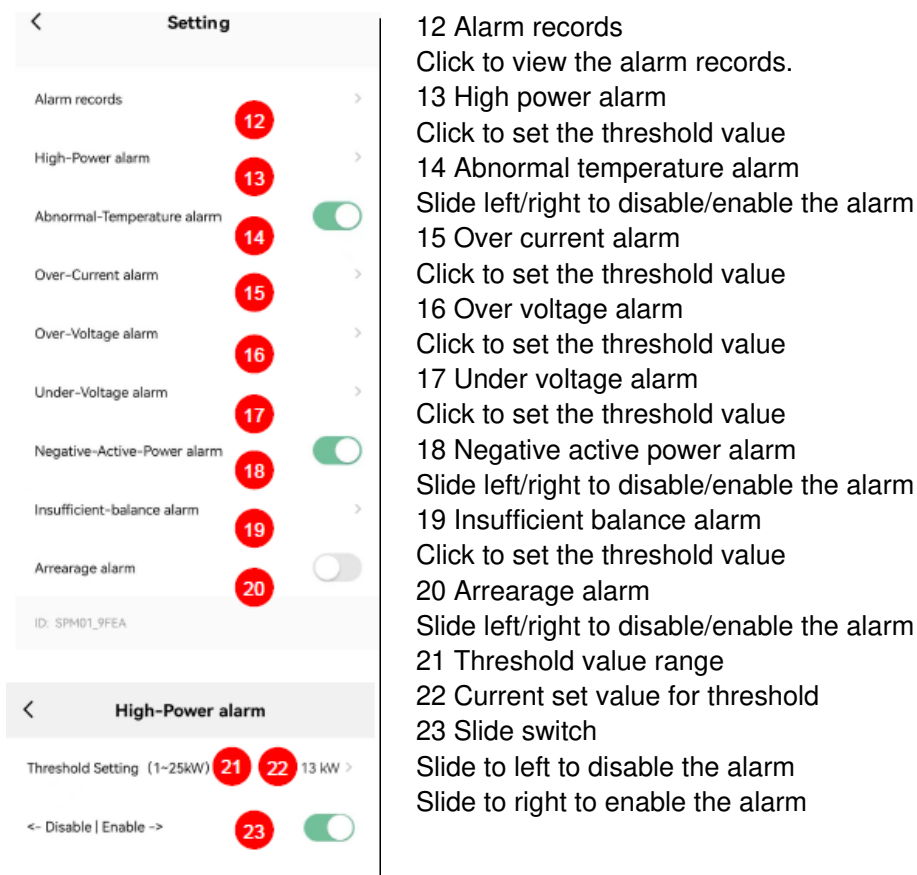 Setting
Alarm records
12
High-Power alarm
13
Abnormal-Temperature alarm
14
Over-Current alarm
15
Over-Voltage alarm
16
Under-Voltage alarm
17
Negative-Active-Power alarm
18
Insufficient-balance alarm
19
Arrearage alarm
20
ID: SPM01_9FEA
High-Power alarm
Threshold Setting (1~25kW) 21 22 13 kW
<- Disable | Enable ->
23
12 Alarm records
Click to view the alarm records.
13 High power alarm
Click to set the threshold value
14 Abnormal temperature alarm
Slide left/right to disable/enable the alarm
15 Over current alarm
Click to set the threshold value
16 Over voltage alarm
Click to set the threshold value
17 Under voltage alarm
Click to set the threshold value
18 Negative active power alarm
Slide left/right to disable/enable the alarm
19 Insufficient balance alarm
Click to set the threshold value
20 Arrearage alarm
Slide left/right to disable/enable the alarm
21 Threshold value range
22 Current set value for threshold
23 Slide switch
Slide to left to disable the alarm
Slide to right to enable the alarm